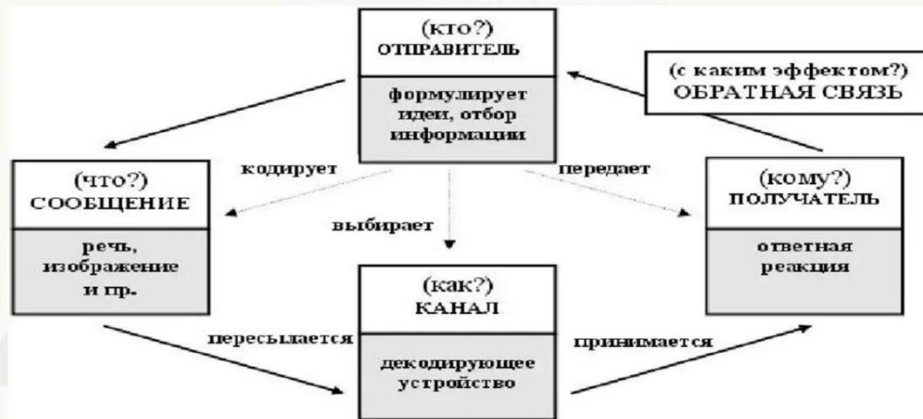 (кто?)
ОТПРАВИТЕЛЬ
формулирует
идеи, отбор
информации
(с каким эффектом?)
ОБРАТНАЯ СВЯЗЬ
кодирует
передает
(что?)
СООБЩЕНИЕ
речь,
изображение
и пр.
выбирает
(кому?)
ПОЛУЧАТЕЛЬ
ответная
реакция
(как?)
КАНАЛ
декодирующее
устройство
пересылается
принимается